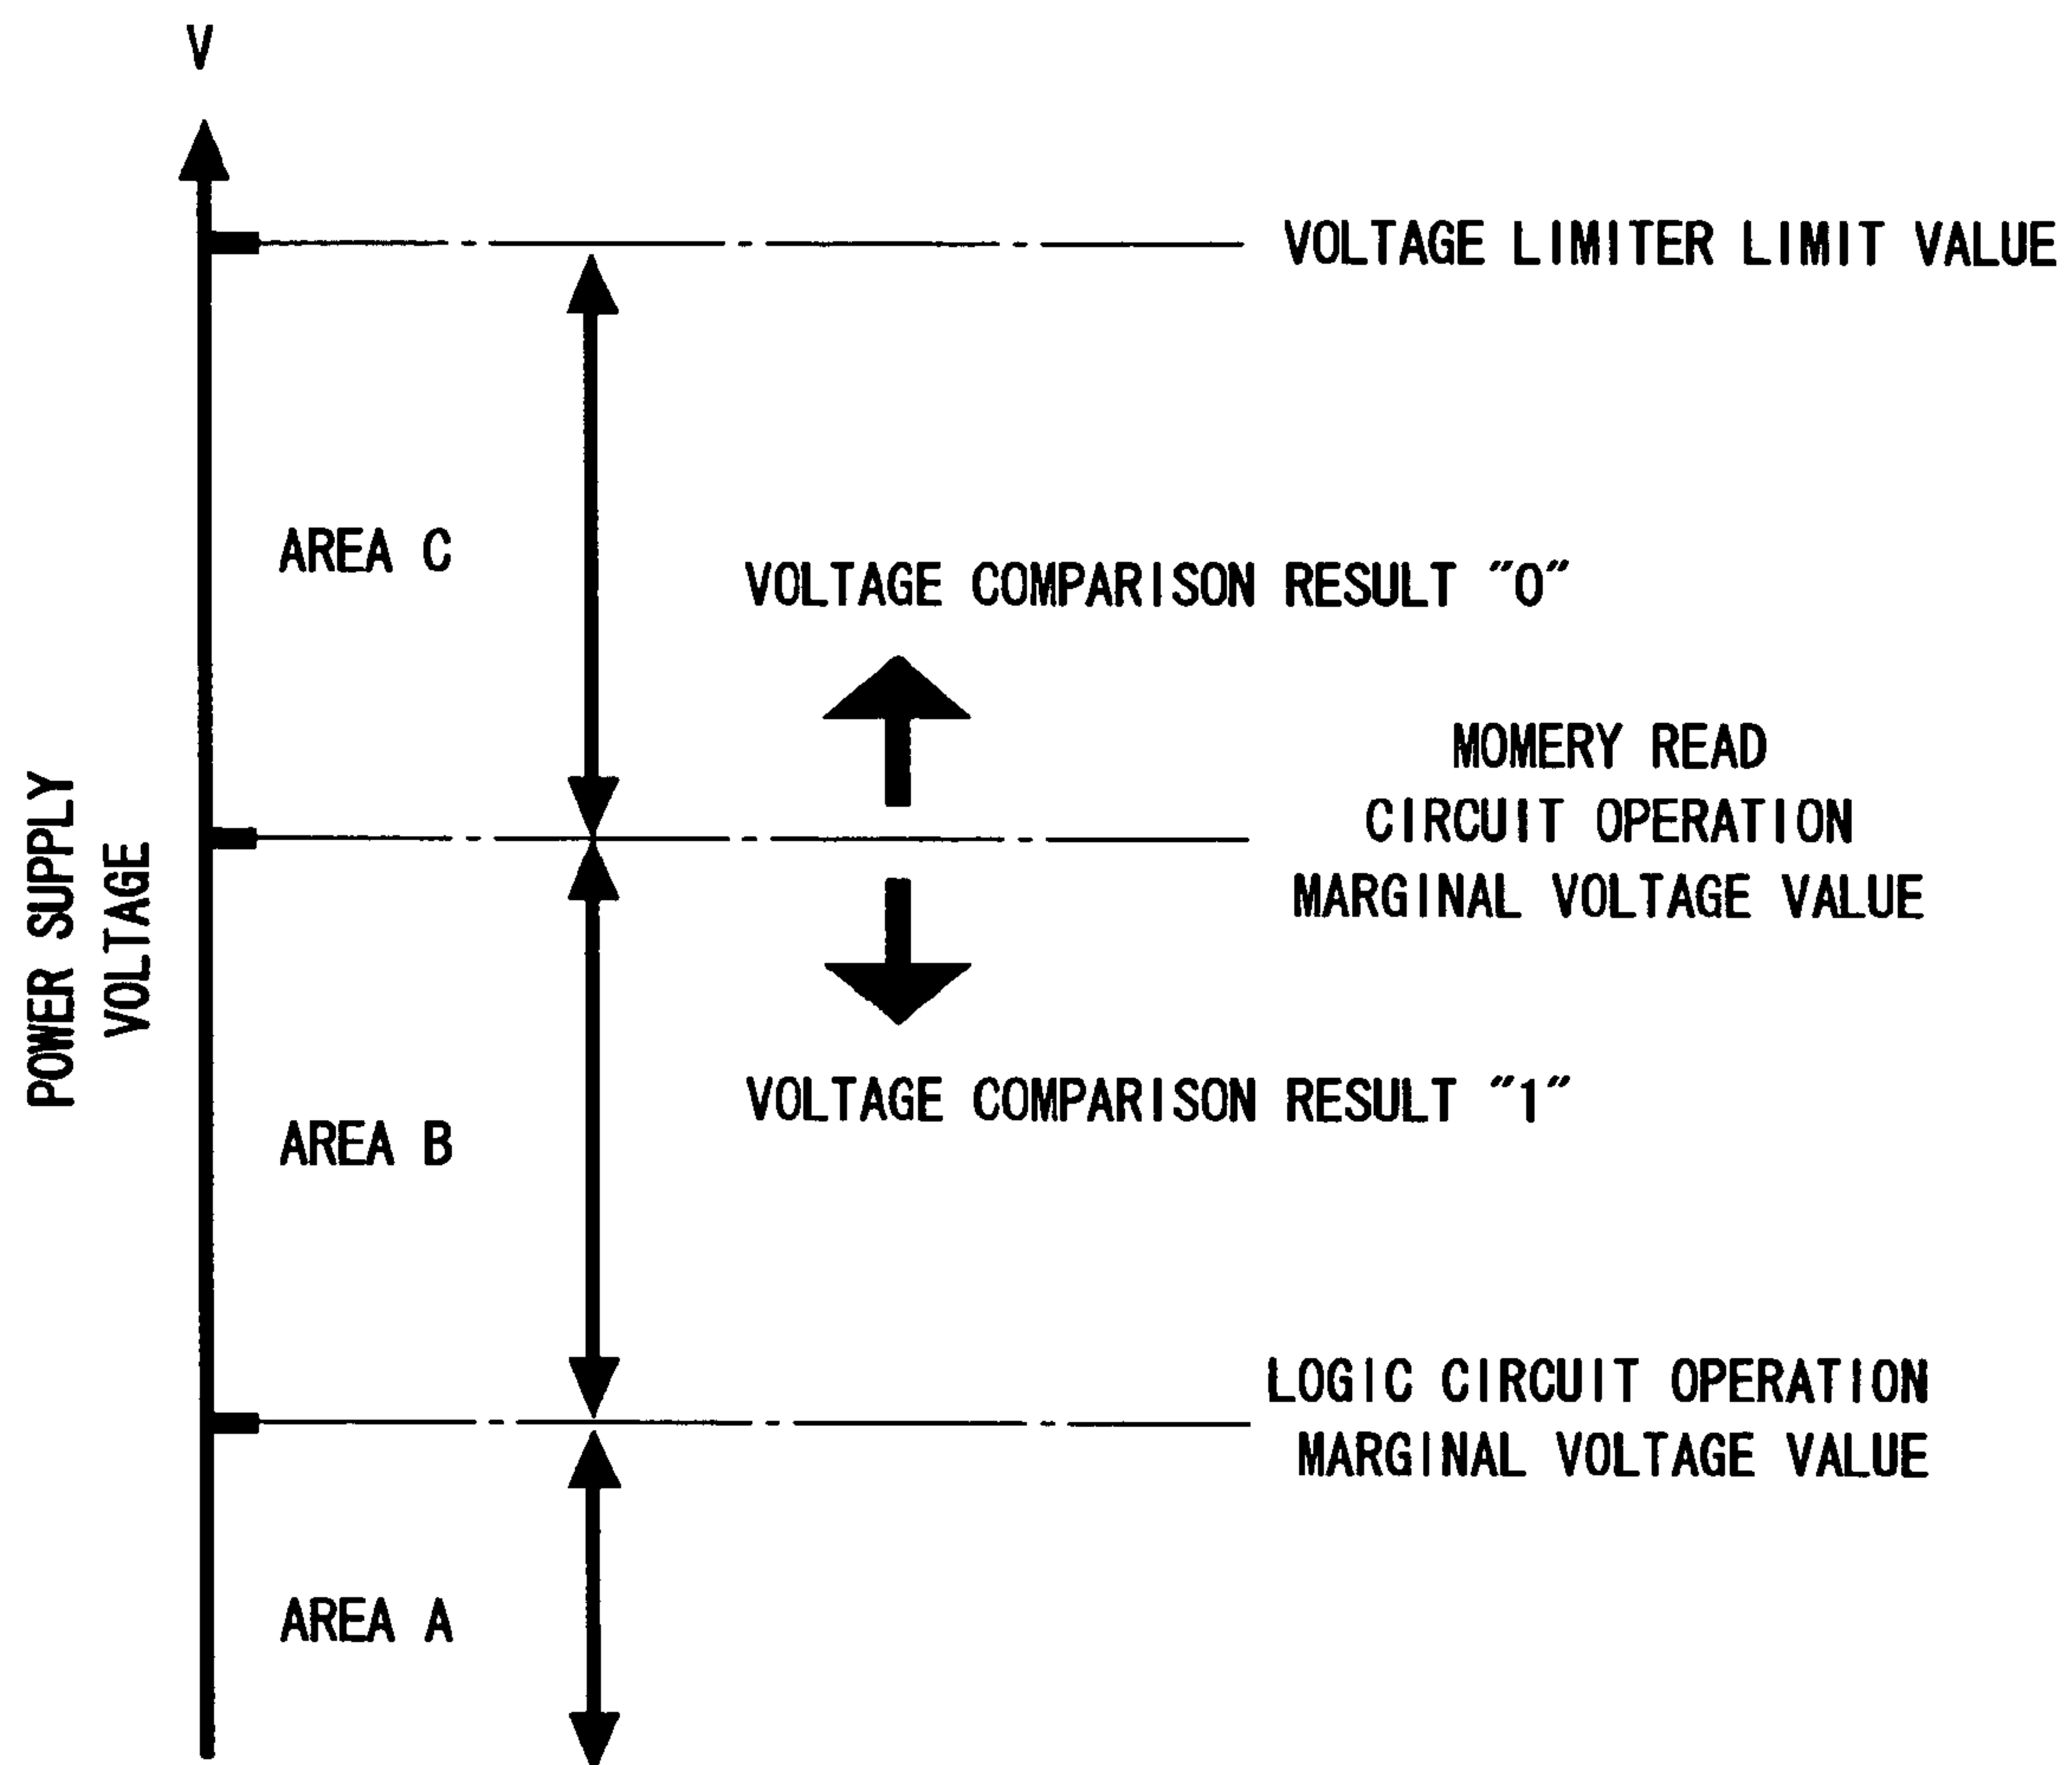 V
VOLTAGE LIMITER LIMIT VALUE
AREA C
VOLTAGE COMPARISON RESULT "0"
MOMERY READ
CIRCUIT OPERATION
MARGINAL VOLTAGE VALUE
POWER SUPPLY
VOLTAGE
VOLTAGE COMPARISON RESULT "1"
AREA B
LOGIC CIRCUIT OPERATION
MARGINAL VOLTAGE VALUE
AREA A